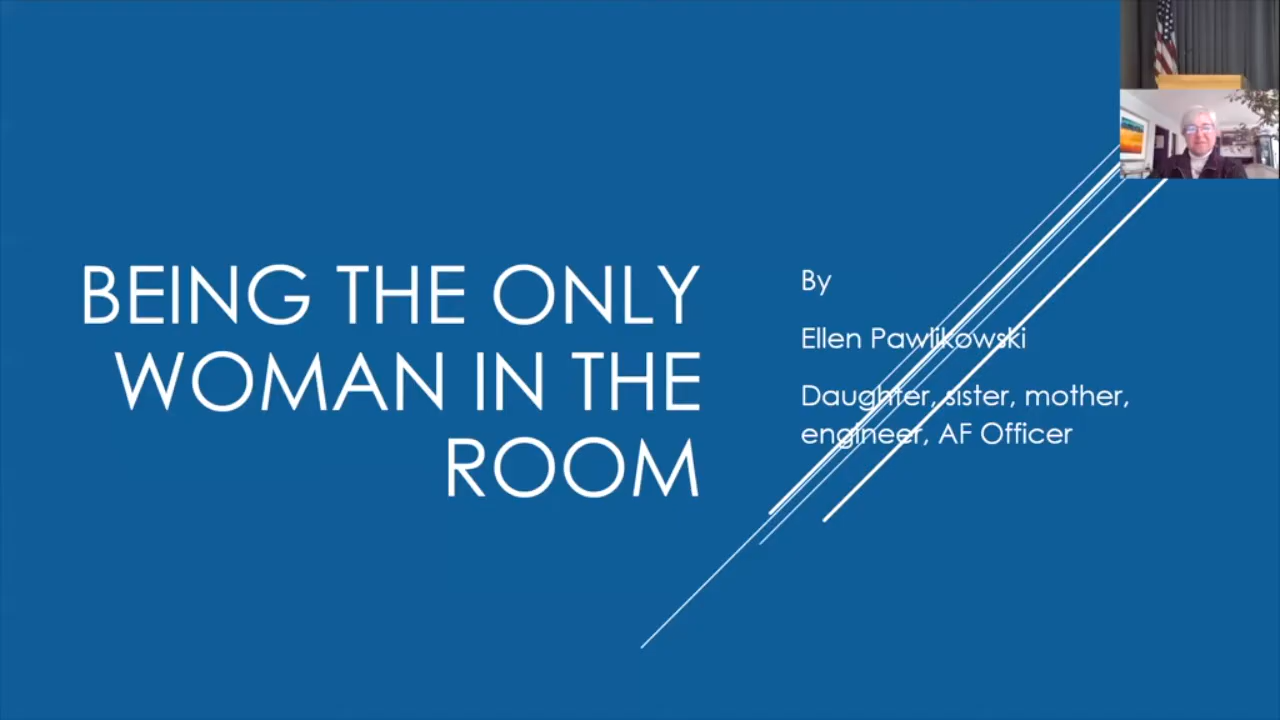 BEING THE ONLY
WOMAN IN THE
ROOM
By
Ellen Pawlikowski
Daughter, sister, mother,
engineer, AF Officer